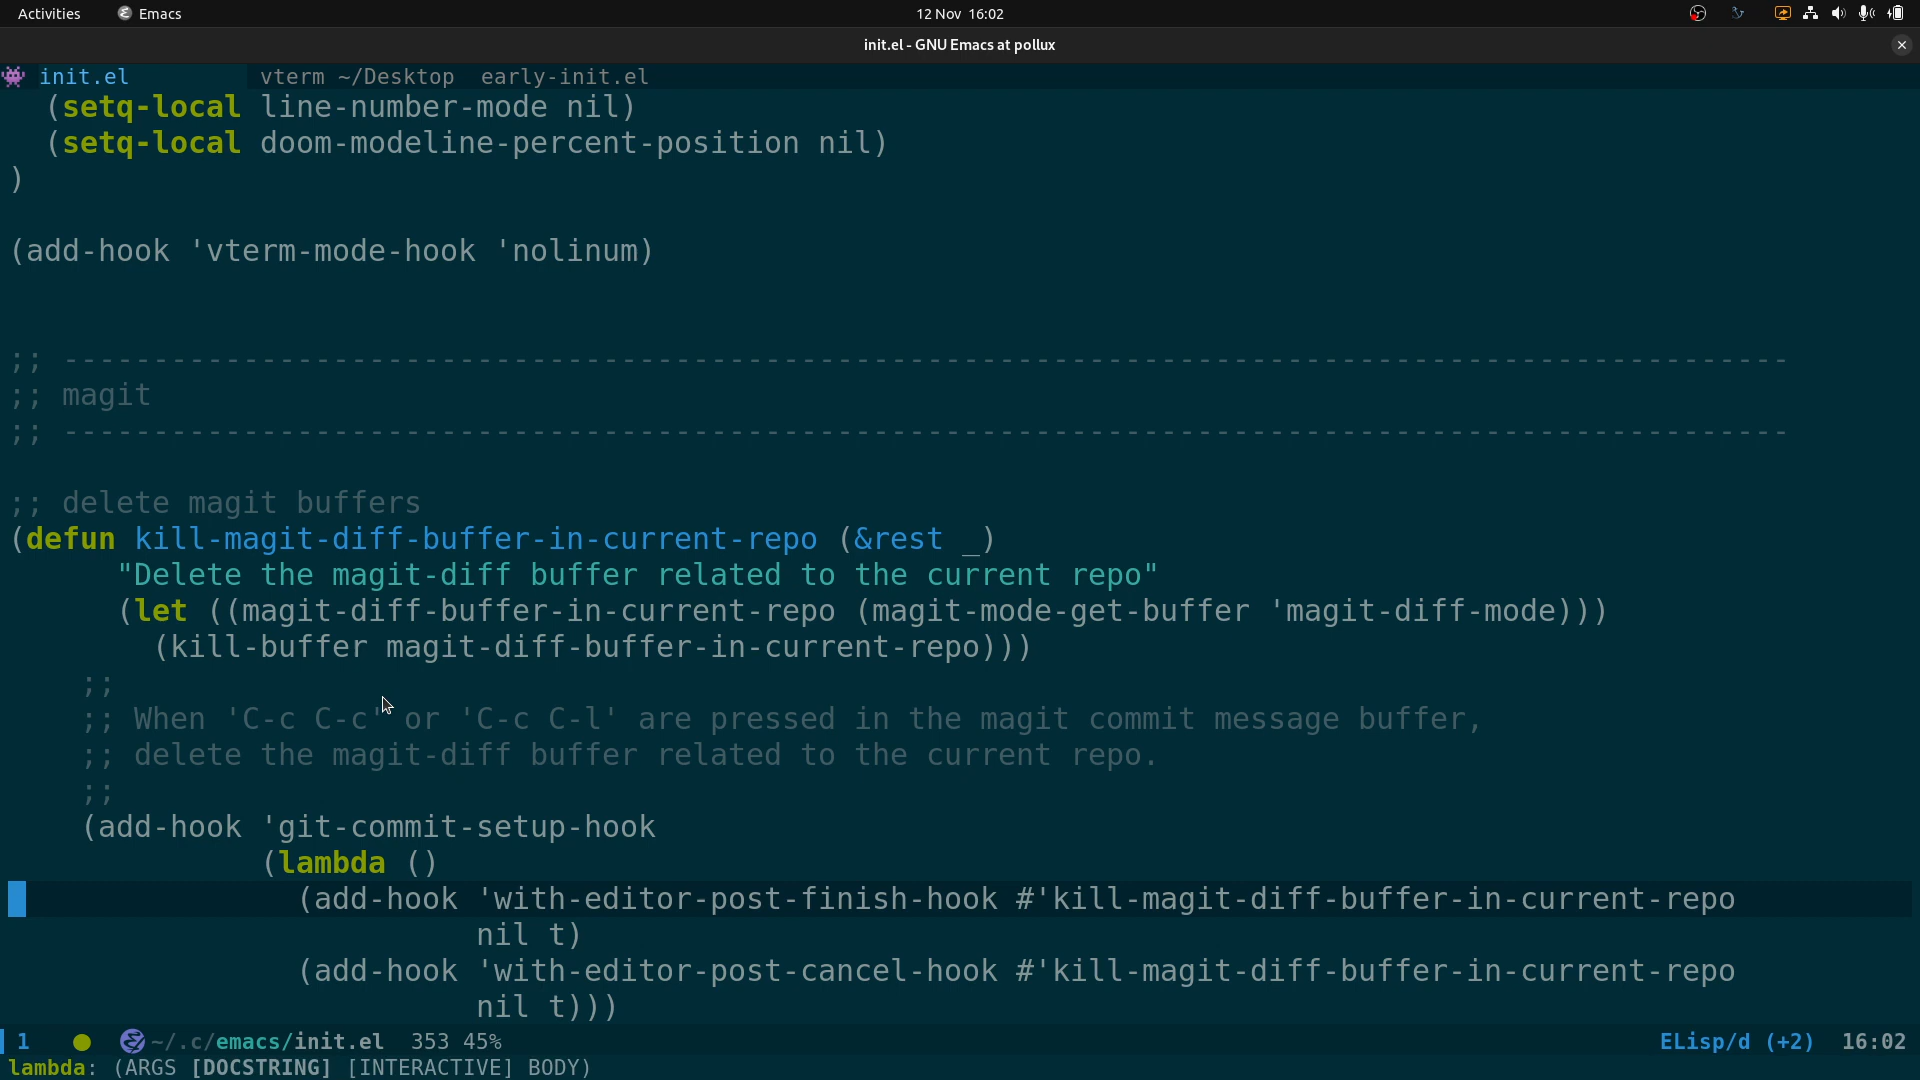 Activities Emacs 12 Nov 16:02
init.el - GNU Emacs at pollux
init.el vterm ~/Desktop early-init.el
(setq-local line-number-mode nil)
(setq-local doom-modeline-percent-position nil)
)
(add-hook 'vterm-mode-hook 'nolinum)
;; ------------------------------------------------------------------------------------------------
;; magit
;; ------------------------------------------------------------------------------------------------
;; delete magit buffers
(defun kill-magit-diff-buffer-in-current-repo (&rest _)
"Delete the magit-diff buffer related to the current repo"
(let ((magit-diff-buffer-in-current-repo (magit-mode-get-buffer 'magit-diff-mode)))
(kill-buffer magit-diff-buffer-in-current-repo)))
;;
;; When 'C-c C-c' or 'C-c C-l' are pressed in the magit commit message buffer,
;; delete the magit-diff buffer related to the current repo.
;;
(add-hook 'git-commit-setup-hook
(lambda ()
(add-hook 'with-editor-post-finish-hook #'kill-magit-diff-buffer-in-current-repo
nil t)
(add-hook 'with-editor-post-cancel-hook #'kill-magit-diff-buffer-in-current-repo
nil t)))
1 ~/.c/emacs/init.el 353 45% ELisp/d (+2) 16:02
lambda: (ARGS [DOCSTRING] [INTERACTIVE] BODY)